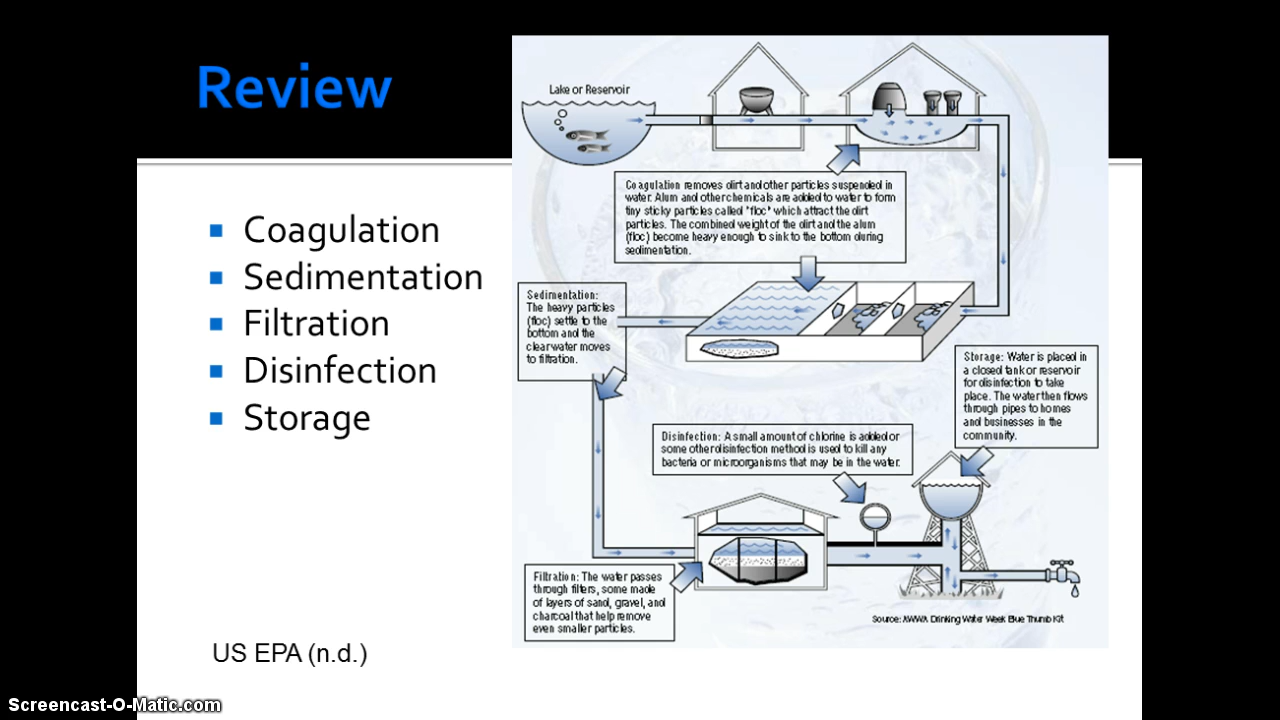 Review
Coagulation
Sedimentation
Filtration
Disinfection
Storage
US EPA (n.d.)
Lake or Reservoir
Coagulation removes dirt and other particles suspended in
water. Alum and other chemicals are added to water to form
tiny sticky particles called "floc" which attract the dirt
particles. The combined weight of the dirt and the alum
(floc) become heavy enough to sink to the bottom during
sedimentation.
Sedimentation:
The heavy particles
(floc) settle to the
bottom and the
clear water moves
to filtration.
Storage: Water is placed in
a closed tank or reservoir
for disinfection to take
place. The water then flows
through pipes to homes
and businesses in the
community.
Disinfection: A small amount of chlorine is added or
some other disinfection method is used to kill any
bacteria or microorganisms that may be in the water.
Filtration: The water passes
through filters, some made
of layers of sand, gravel, and
charcoal that help remove
even smaller particles.
Source: AWWA Drinking Water Week Blue Thumb Kit
Screencast-O-Matic.com